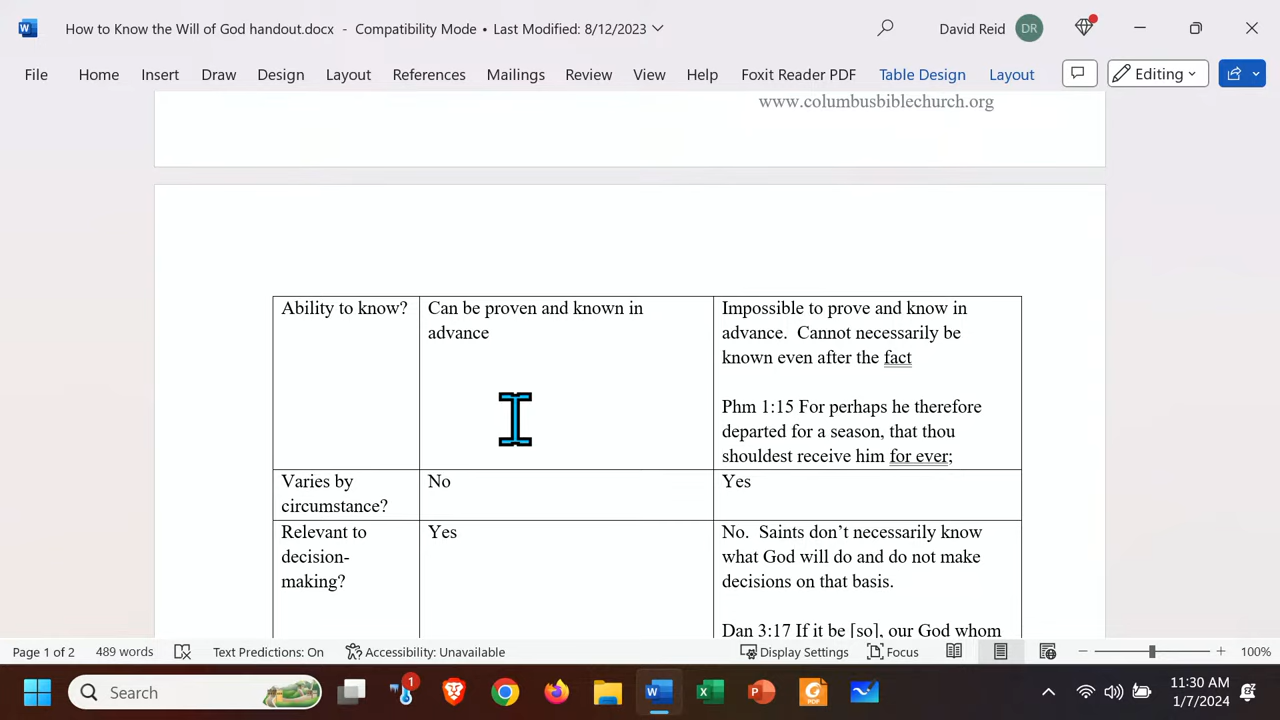 How to Know the Will of God handout.docx - Compatibility Mode • Last Modified: 8/12/2023
David Reid DR
File Home Insert Draw Design Layout References Mailings Review View Help Foxit Reader PDF Table Design Layout Editing
www.columbusbiblechurch.org
Ability to know?
Can be proven and known in
advance
Impossible to prove and know in
advance.  Cannot necessarily be
known even after the fact
Phm 1:15 For perhaps he therefore
departed for a season, that thou
shouldest receive him for ever;
Varies by
circumstance?
No
Yes
Relevant to
decision-
making?
Yes
No.  Saints don’t necessarily know
what God will do and do not make
decisions on that basis.
Dan 3:17 If it be [so], our God whom
Page 1 of 2 489 words Text Predictions: On Accessibility: Unavailable Display Settings Focus 100%
Search 1 PDF 11:30 AM
1/7/2024